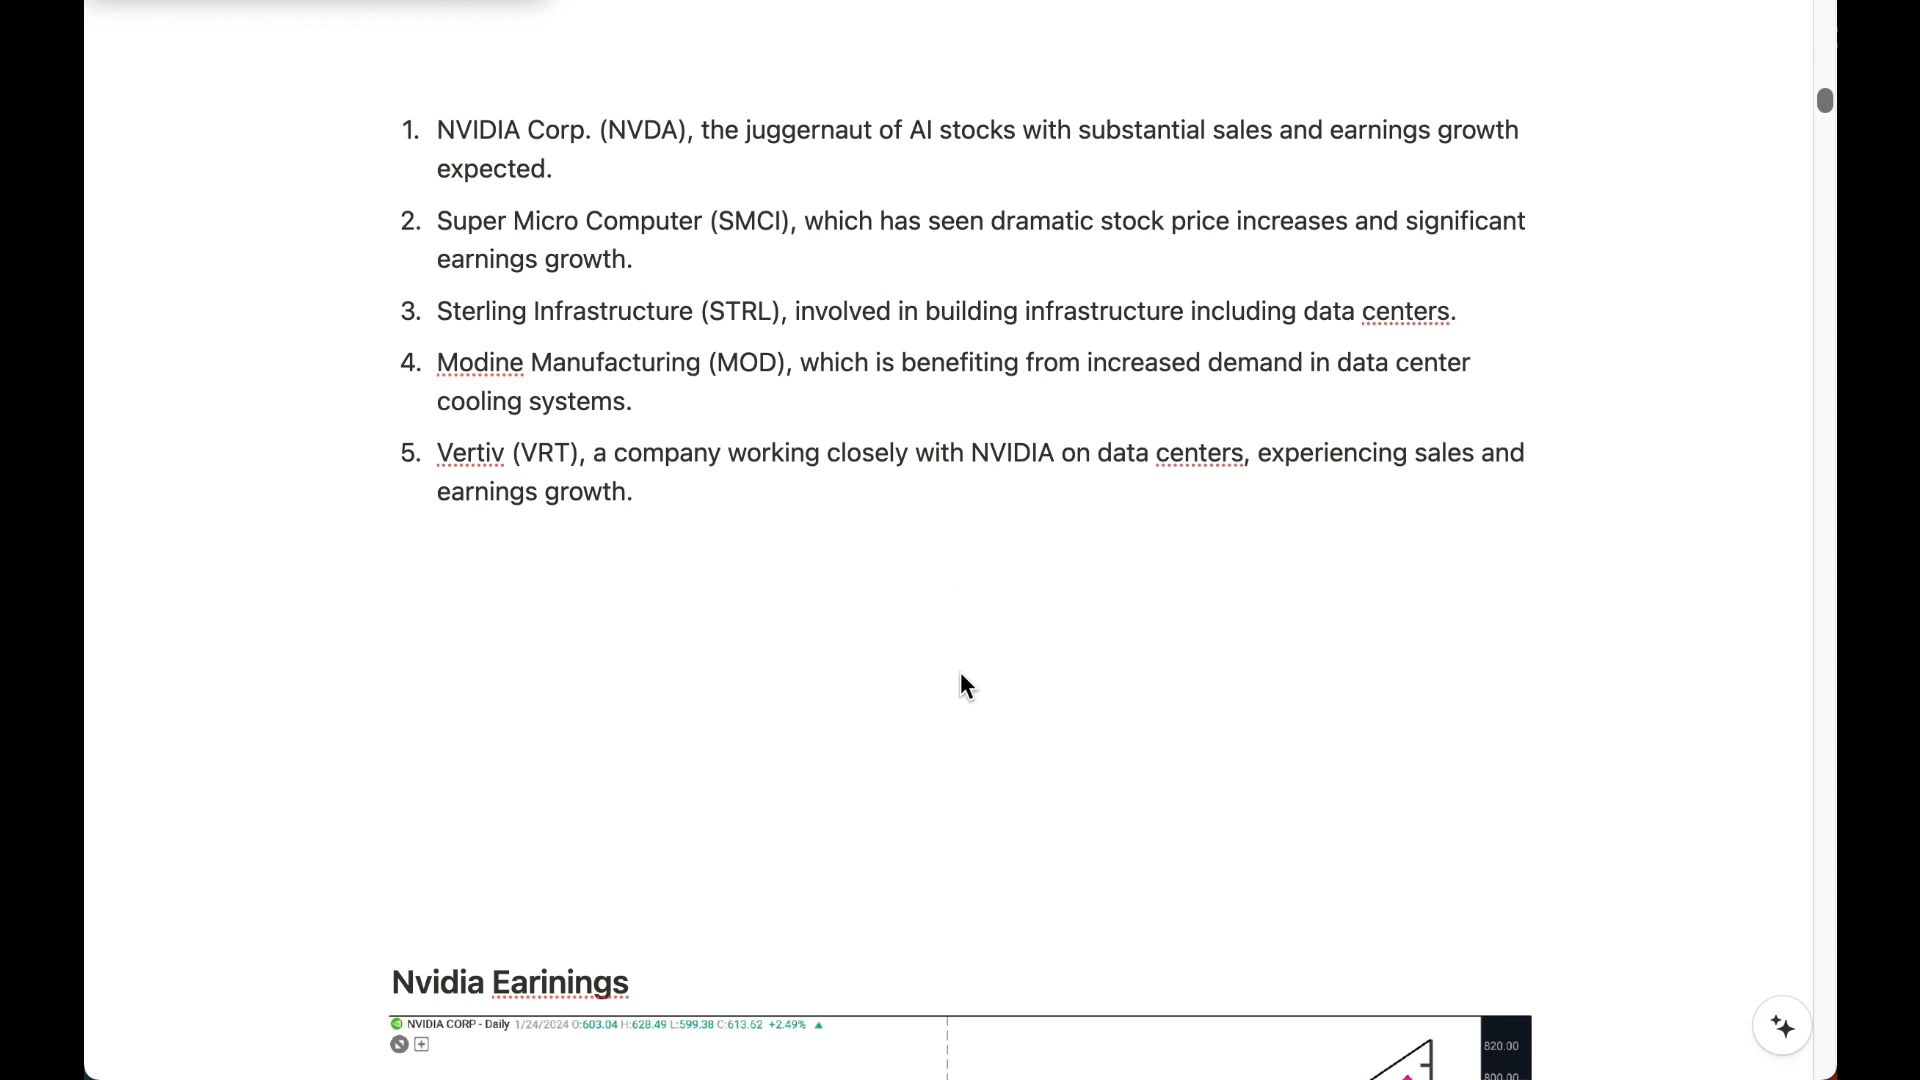 1. NVIDIA Corp. (NVDA), the juggernaut of AI stocks with substantial sales and earnings growth
expected.
2. Super Micro Computer (SMCI), which has seen dramatic stock price increases and significant
earnings growth.
3. Sterling Infrastructure (STRL), involved in building infrastructure including data centers.
4. Modine Manufacturing (MOD), which is benefiting from increased demand in data center
cooling systems.
5. Vertiv (VRT), a company working closely with NVIDIA on data centers, experiencing sales and
earnings growth.
Nvidia Earinings
NVIDIA CORP - Daily 1/24/2024 O:603.04 H:628.49 L:599.38 C:613.62 +2.49% ▲
820.00
800.00